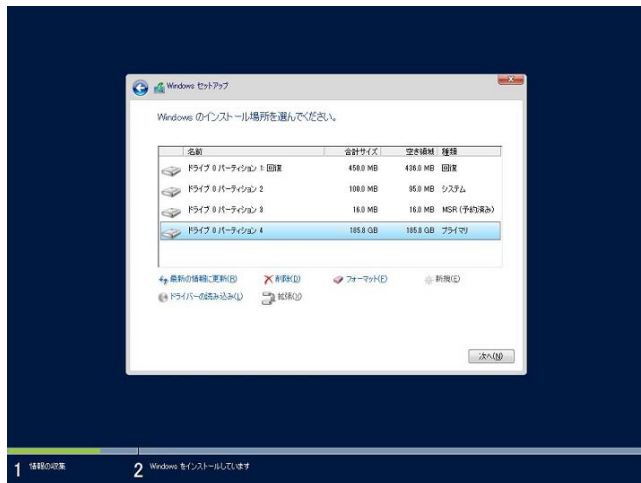 Windows セットアップ
Windows のインストール場所を選んでください。
名前 合計サイズ 空き領域 種類
ドライブ 0 パーティション 1: 回復 450.0 MB 436.0 MB 回復
ドライブ 0 パーティション 2 100.0 MB 95.0 MB システム
ドライブ 0 パーティション 3 16.0 MB 16.0 MB MSR (予約済み)
ドライブ 0 パーティション 4 185.8 GB 185.8 GB プライマリ
最新の情報に更新(R) 削除(D) フォーマット(F) 新規(E)
ドライバーの読み込み(L) 拡張(X)
次へ(N)
1 情報の収集 2 Windows をインストールしています